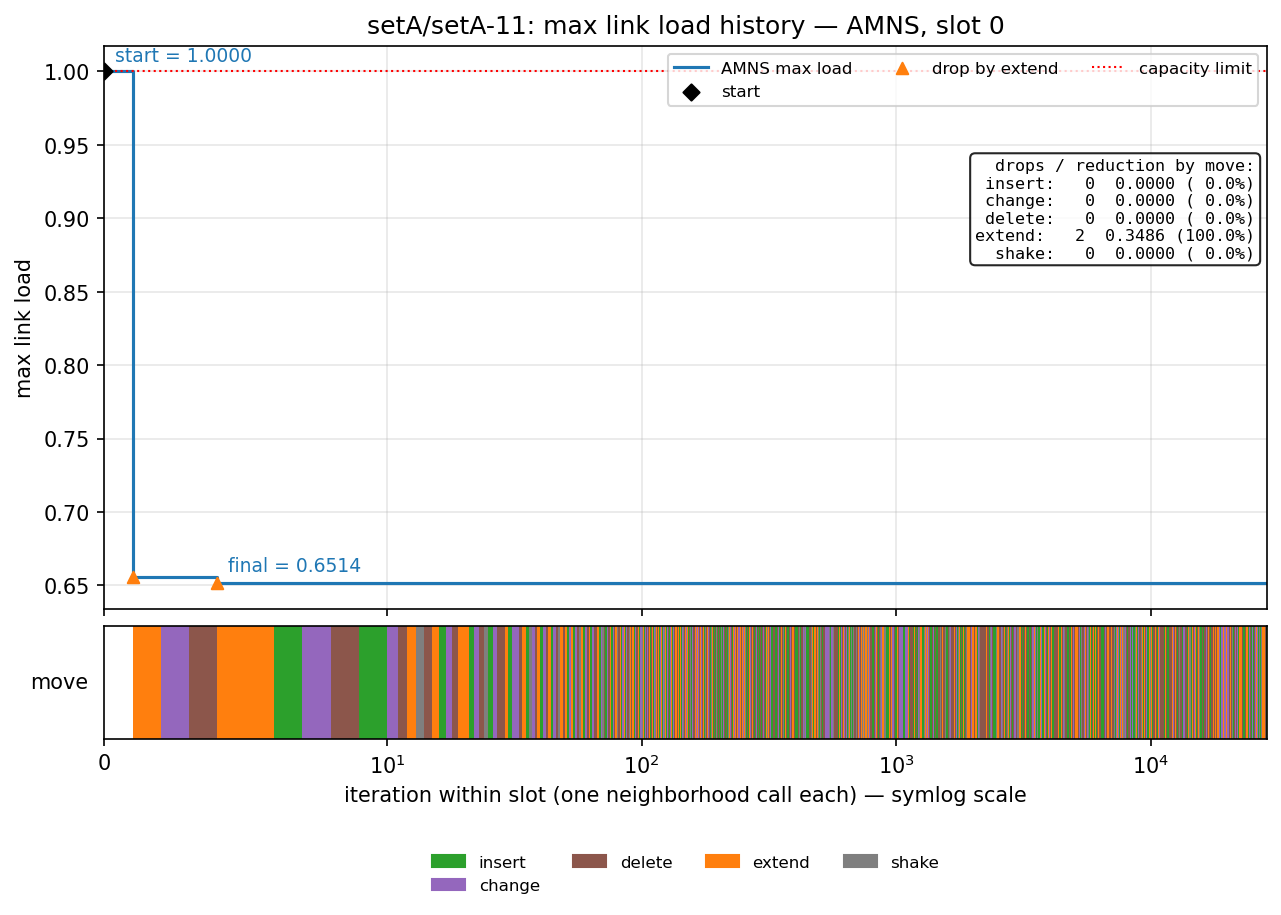 setA/setA-11: max link load history — AMNS, slot 0
start = 1.0000
AMNS max load
drop by extend
capacity limit
start
1.00
0.95
0.90
0.85
0.80
0.75
0.70
0.65
max link load
drops / reduction by move:
insert:   0  0.0000 ( 0.0%)
change:   0  0.0000 ( 0.0%)
delete:   0  0.0000 ( 0.0%)
extend:   2  0.3486 (100.0%)
shake:   0  0.0000 ( 0.0%)
final = 0.6514
move
0
10¹
10²
10³
10⁴
iteration within slot (one neighborhood call each) — symlog scale
insert
delete
extend
shake
change